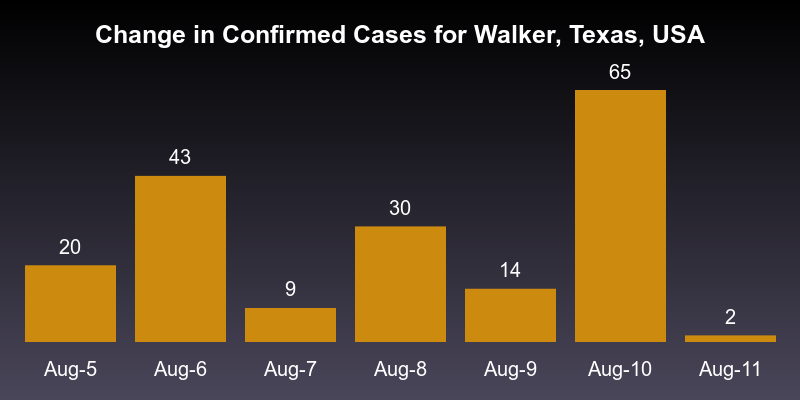 Change in Confirmed Cases for Walker, Texas, USA
20
43
9
30
14
65
2
Aug-5
Aug-6
Aug-7
Aug-8
Aug-9
Aug-10
Aug-11